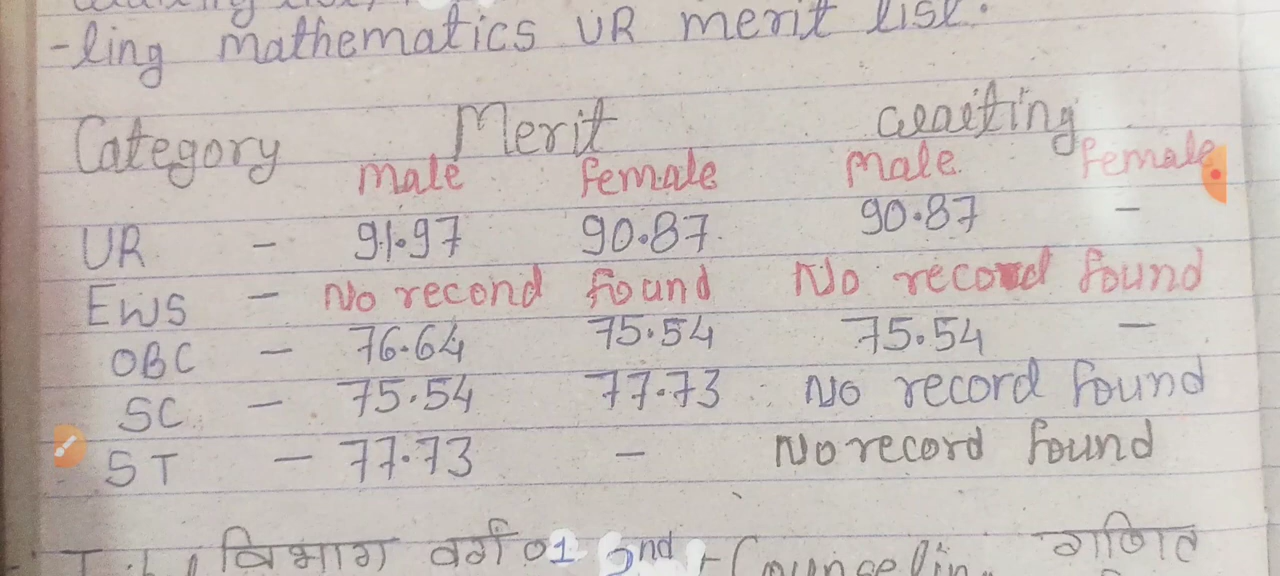 -ling mathematics UR merit list.
Category Merit waiting
male female male female
UR - 91.97 90.87 90.87 -
EWS - No record found No record found
OBC - 76.64 75.54 75.54 -
SC - 75.54 77.73 No record found
ST - 77.73 - No record found
विभाग वर्ग 01 2nd Counselin गणित